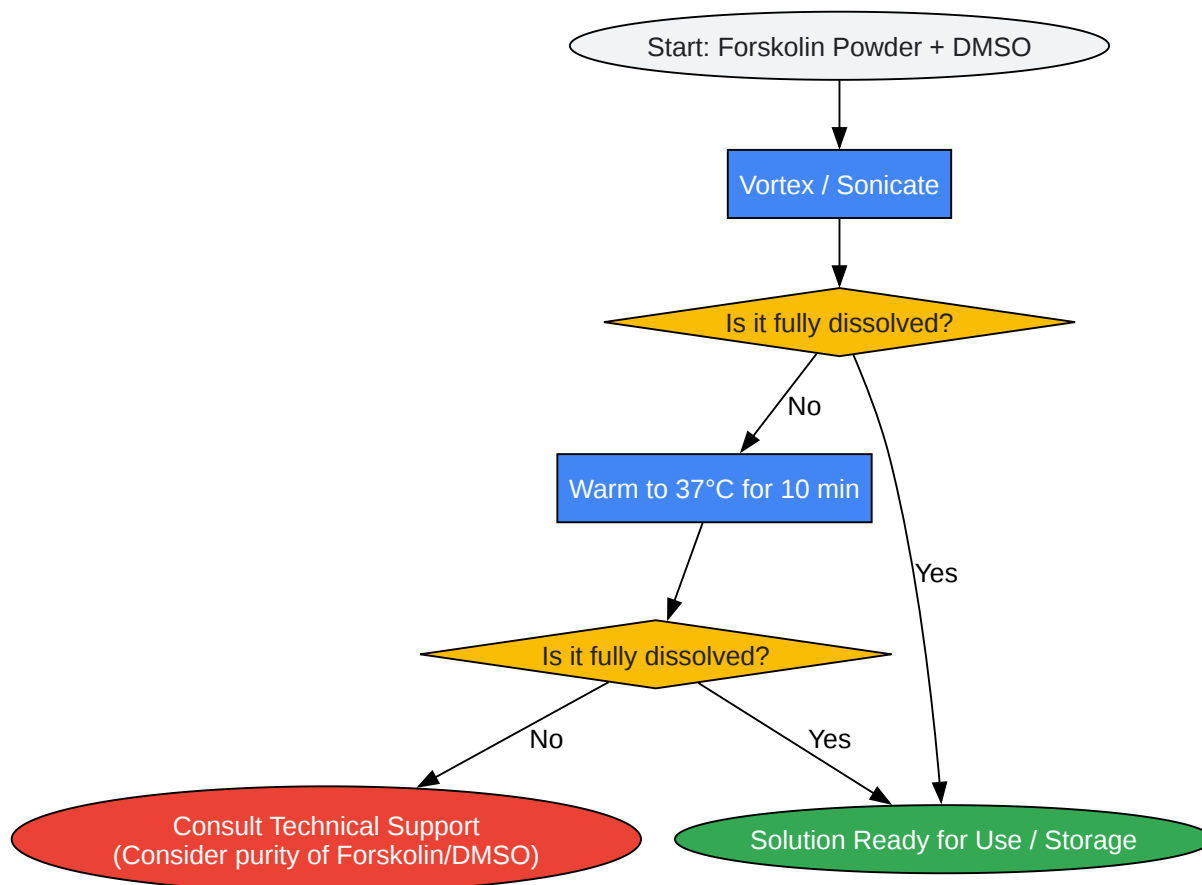 Start: Forskolin Powder + DMSO
Vortex / Sonicate
Is it fully dissolved?
No
Warm to 37°C for 10 min
Yes
Is it fully dissolved?
No
Yes
Consult Technical Support
(Consider purity of Forskolin/DMSO)
Solution Ready for Use / Storage